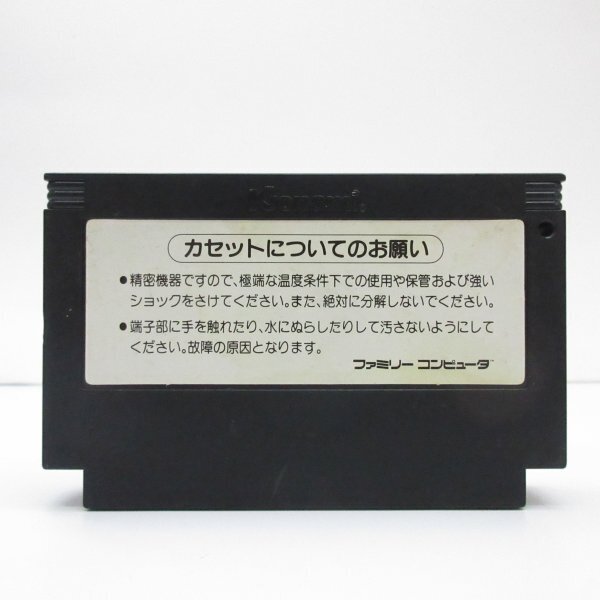 Konami
カセットについてのお願い
●精密機器ですので、極端な温度条件下での使用や保管および強い
ショックをさけてください。また、絶対に分解しないでください。
●端子部に手を触れたり、水にぬらしたりして汚さないようにして
ください。故障の原因となります。
ファミリー コンピュータ™